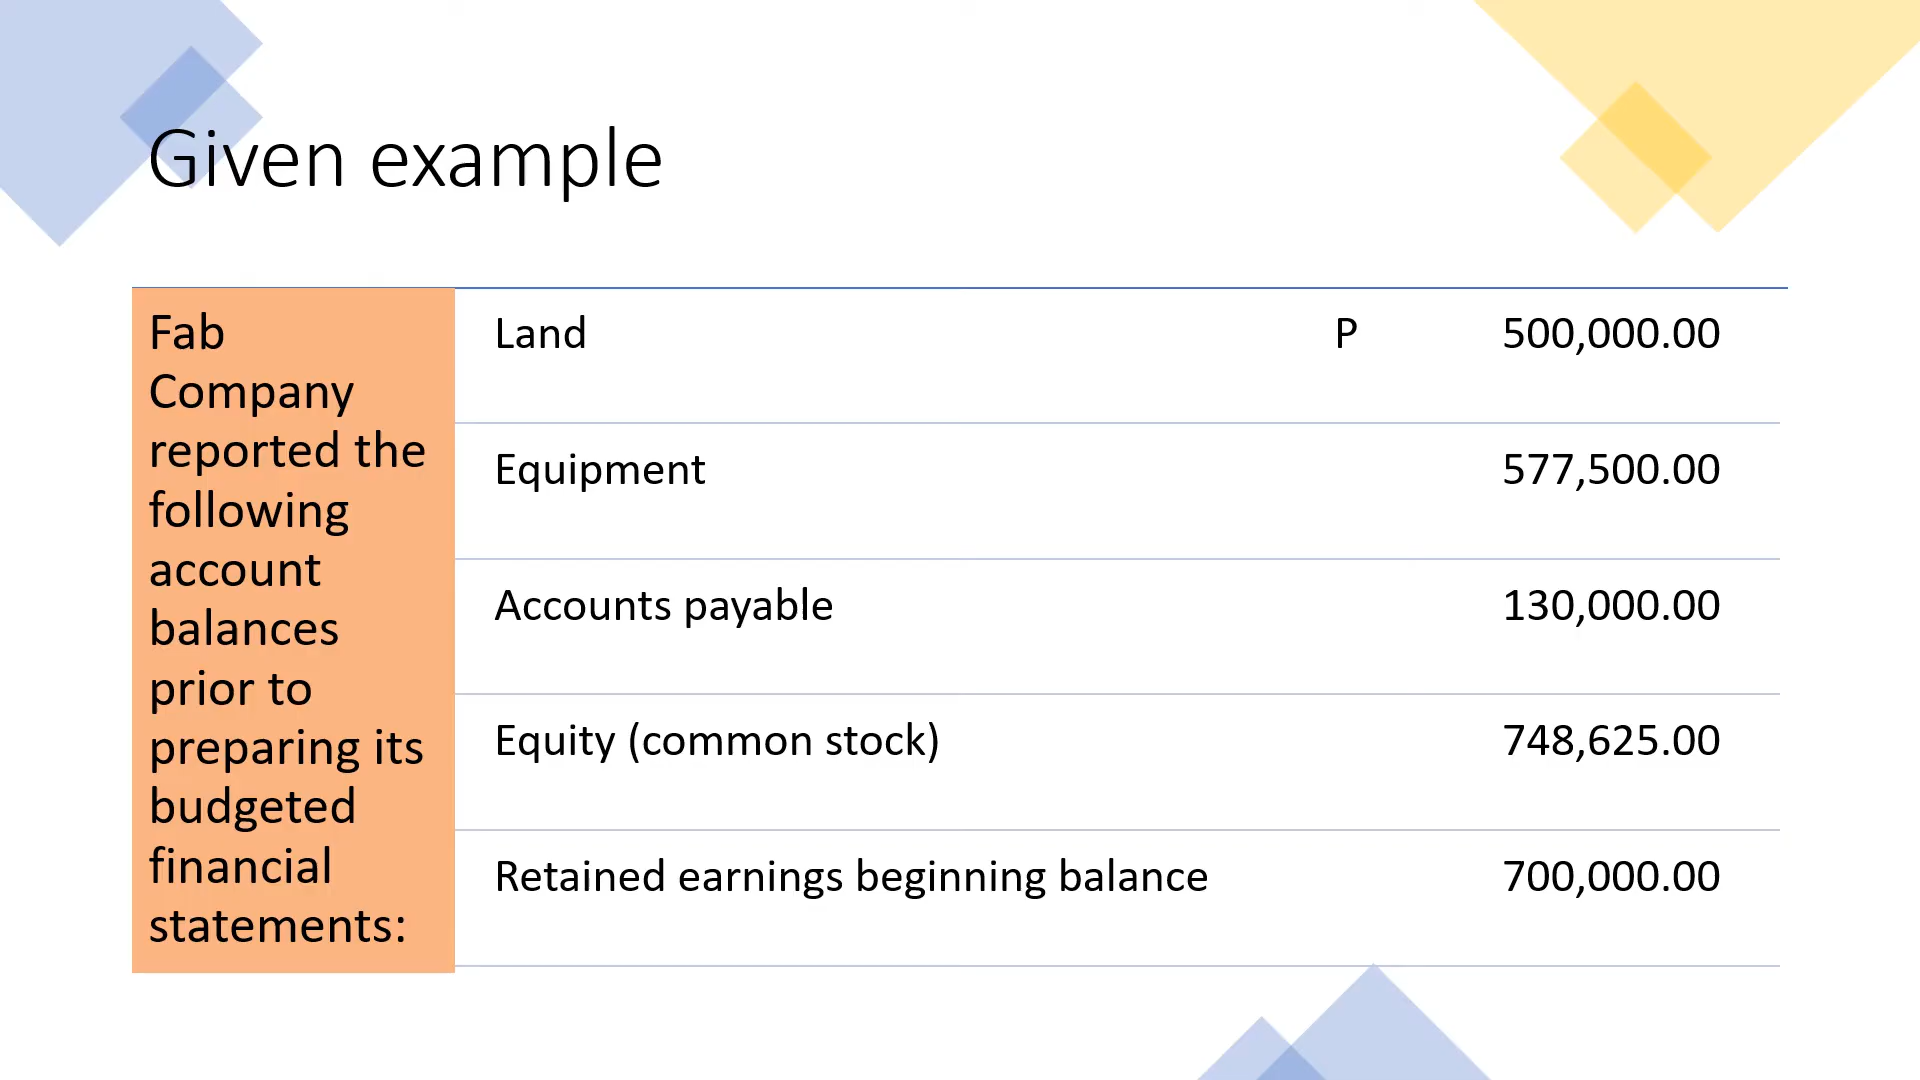 Given example
Fab
Company
reported the
following
account
balances
prior to
preparing its
budgeted
financial
statements:
Land P 500,000.00
Equipment 577,500.00
Accounts payable 130,000.00
Equity (common stock) 748,625.00
Retained earnings beginning balance 700,000.00